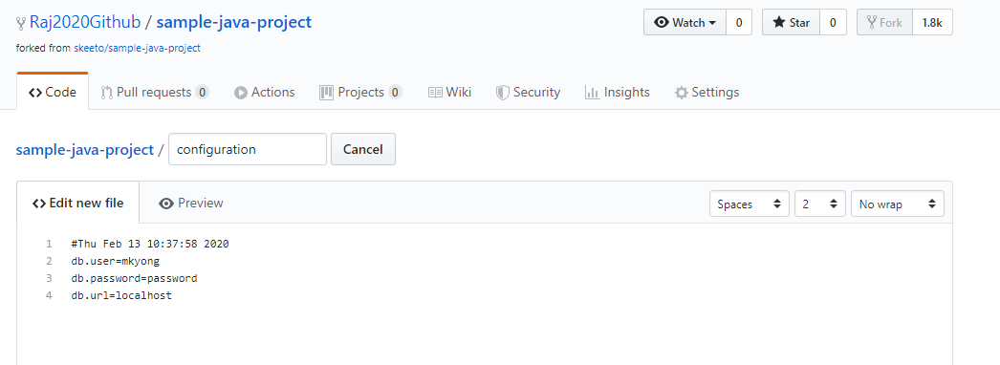 Raj2020Github / sample-java-project
Watch 0 Star 0 Fork 1.8k
forked from skeeto/sample-java-project
Code Pull requests 0 Actions Projects 0 Wiki Security Insights Settings
sample-java-project / configuration Cancel
Edit new file Preview Spaces 2 No wrap
1 #Thu Feb 13 10:37:58 2020
2 db.user=mkyong
3 db.password=password
4 db.url=localhost